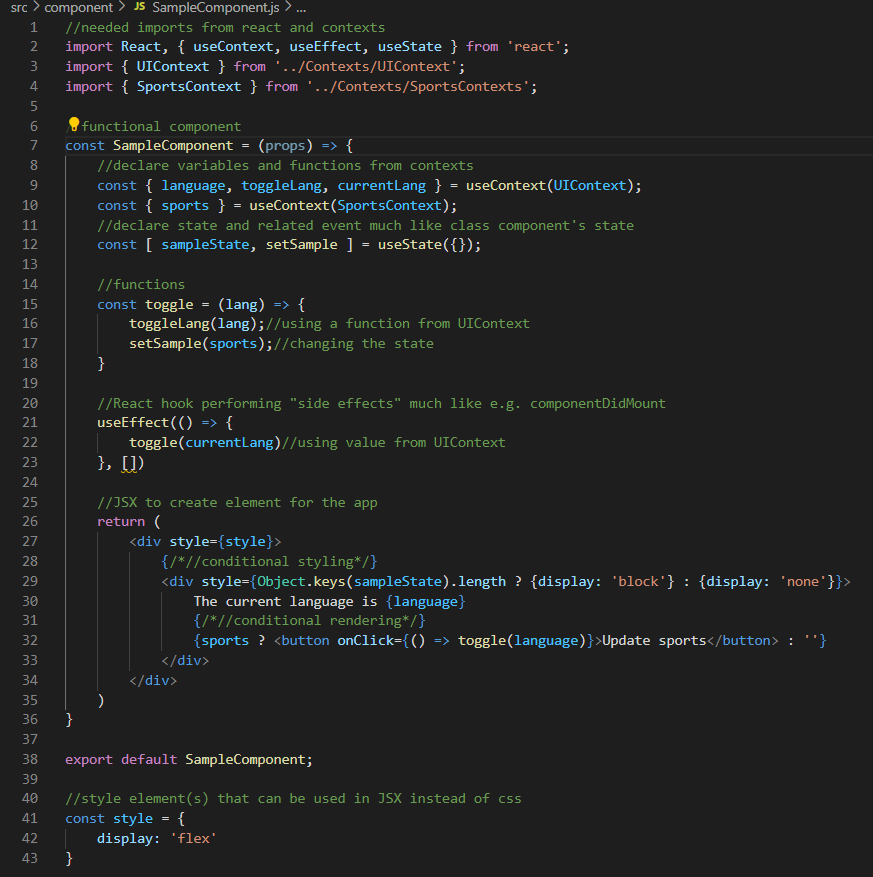 src > component > JS SampleComponent.js > ...
1 //needed imports from react and contexts
2 import React, { useContext, useEffect, useState } from 'react';
3 import { UIContext } from '../Contexts/UIContext';
4 import { SportsContext } from '../Contexts/SportsContexts';
5
6 /functional component
7 const SampleComponent = (props) => {
8     //declare variables and functions from contexts
9     const { language, toggleLang, currentLang } = useContext(UIContext);
10     const { sports } = useContext(SportsContext);
11     //declare state and related event much like class component's state
12     const [ sampleState, setSample ] = useState({});
13
14     //functions
15     const toggle = (lang) => {
16         toggleLang(lang);//using a function from UIContext
17         setSample(sports);//changing the state
18     }
19
20     //React hook performing "side effects" much like e.g. componentDidMount
21     useEffect(() => {
22         toggle(currentLang)//using value from UIContext
23     }, [])
24
25     //JSX to create element for the app
26     return (
27         <div style={style}>
28             {/*//conditional styling*/}
29             <div style={Object.keys(sampleState).length ? {display: 'block'} : {display: 'none'}}>
30                 The current language is {language}
31                 {/*//conditional rendering*/}
32                 {sports ? <button onClick={() => toggle(language)}>Update sports</button> : ''}
33             </div>
34         </div>
35     )
36 }
37
38 export default SampleComponent;
39
40 //style element(s) that can be used in JSX instead of css
41 const style = {
42     display: 'flex'
43 }